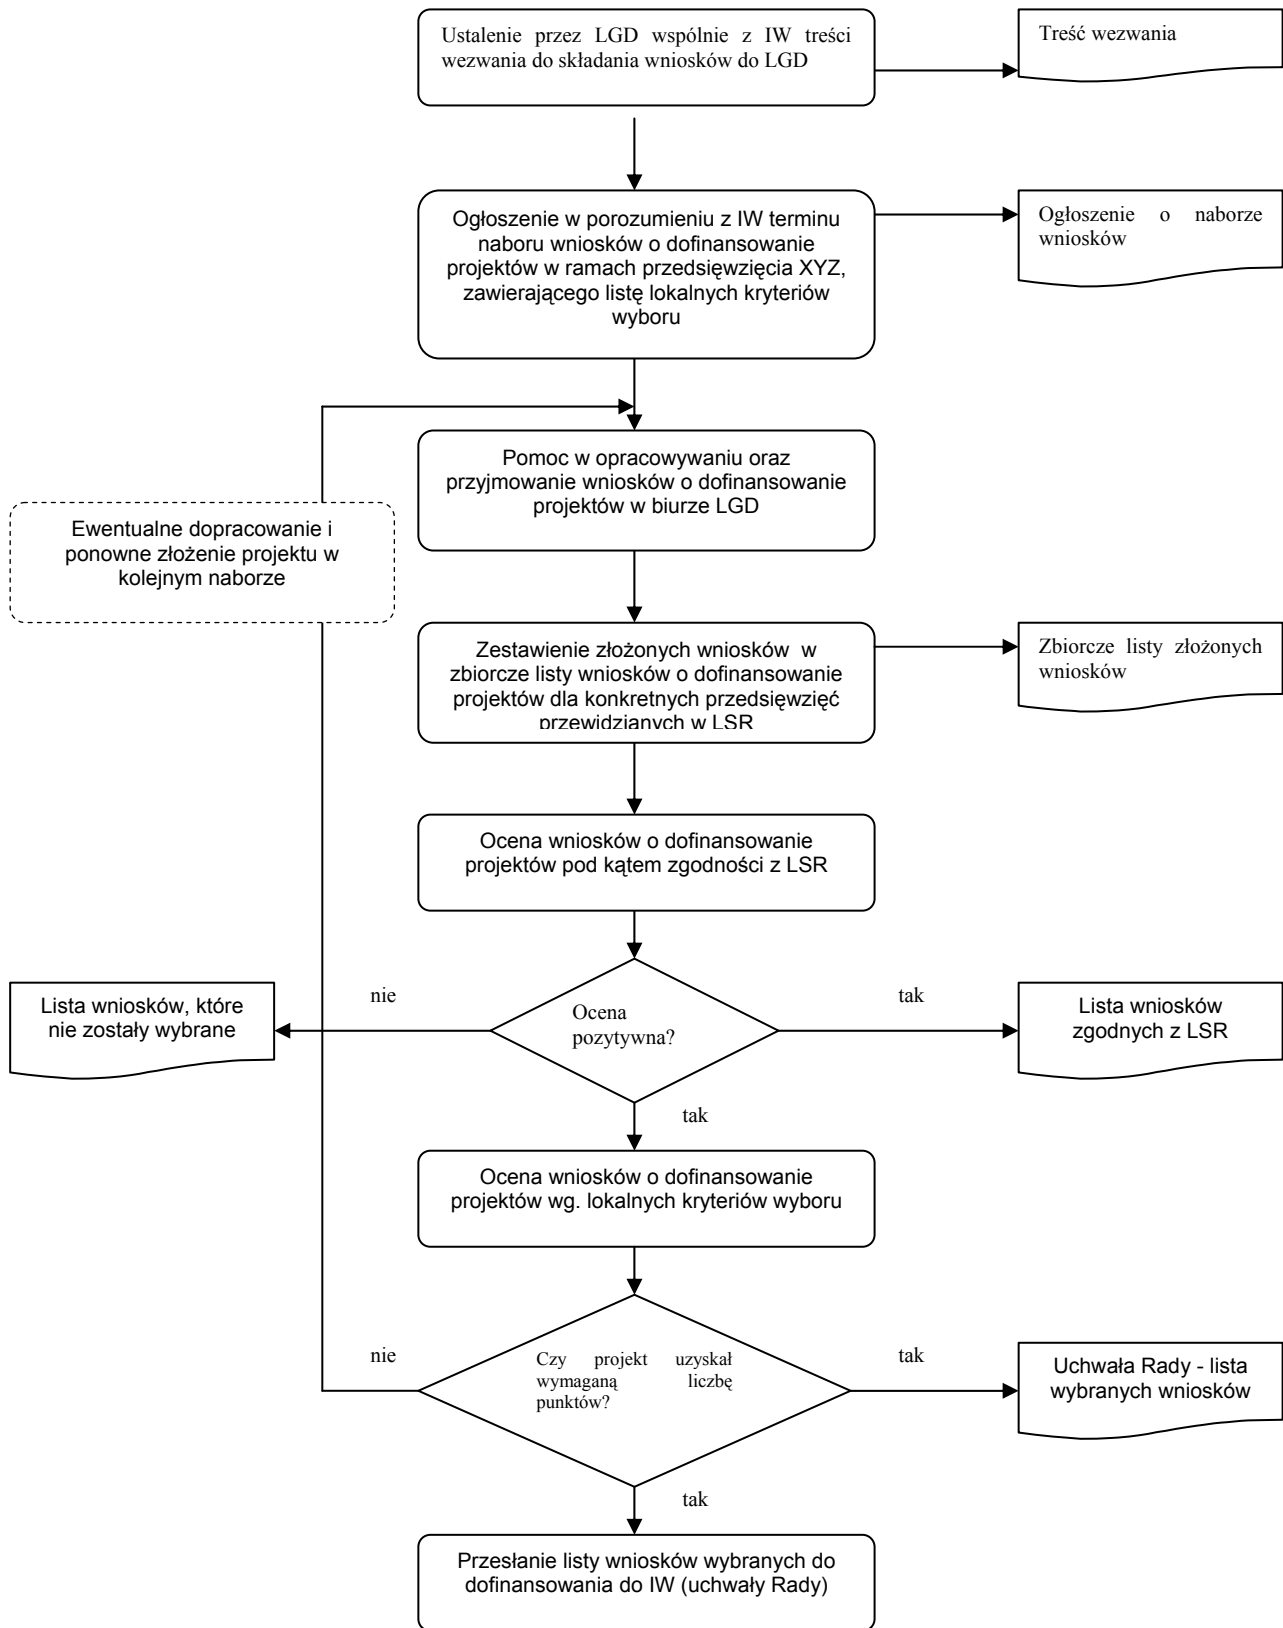 Ustalenie przez LGD wspólnie z IW treści
wezwania do składania wniosków do LGD
Treść wezwania
Ogłoszenie w porozumieniu z IW terminu
naboru wniosków o dofinansowanie
projektów w ramach przedsięwzięcia XYZ,
zawierającego listę lokalnych kryteriów
wyboru
Ogłoszenie o naborze
wniosków
Pomoc w opracowywaniu oraz
przyjmowanie wniosków o dofinansowanie
projektów w biurze LGD
Ewentualne dopracowanie i
ponowne złożenie projektu w
kolejnym naborze
Zestawienie złożonych wniosków w
zbiorcze listy wniosków o dofinansowanie
projektów dla konkretnych przedsięwzięć
przewidzianych w LSR
Zbiorcze listy złożonych
wniosków
Ocena wniosków o dofinansowanie
projektów pod kątem zgodności z LSR
Lista wniosków, które
nie zostały wybrane
nie
Ocena
pozytywna?
tak
Lista wniosków
zgodnych z LSR
tak
Ocena wniosków o dofinansowanie
projektów wg. lokalnych kryteriów wyboru
nie
Czy projekt uzyskał
wymaganą liczbę
punktów?
tak
Uchwała Rady - lista
wybranych wniosków
tak
Przesłanie listy wniosków wybranych do
dofinansowania do IW (uchwały Rady)